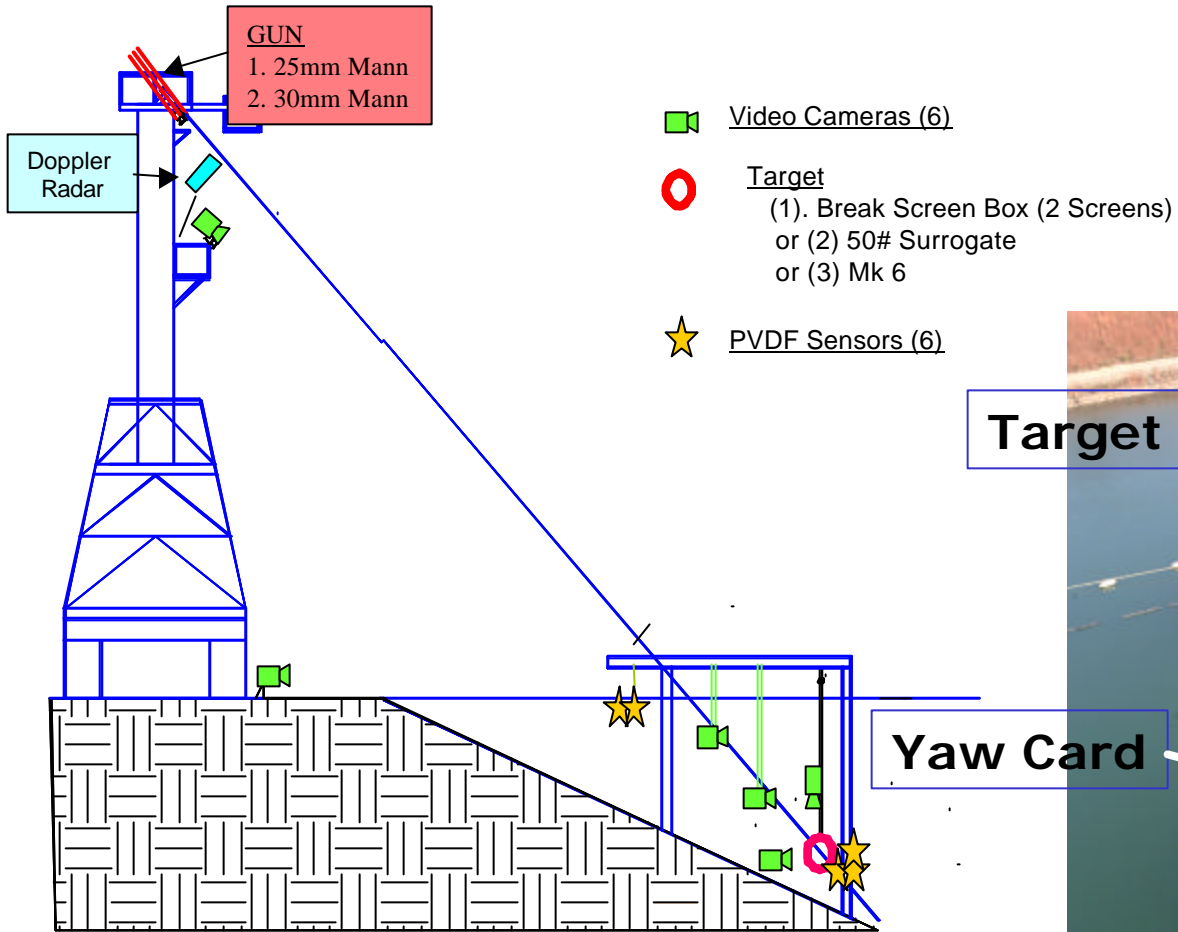 GUN
1. 25mm Mann
2. 30mm Mann
Doppler
Radar
Video Cameras (6)
Target
(1). Break Screen Box (2 Screens)
or (2) 50# Surrogate
or (3) Mk 6
PVDF Sensors (6)
Target
Yaw Card